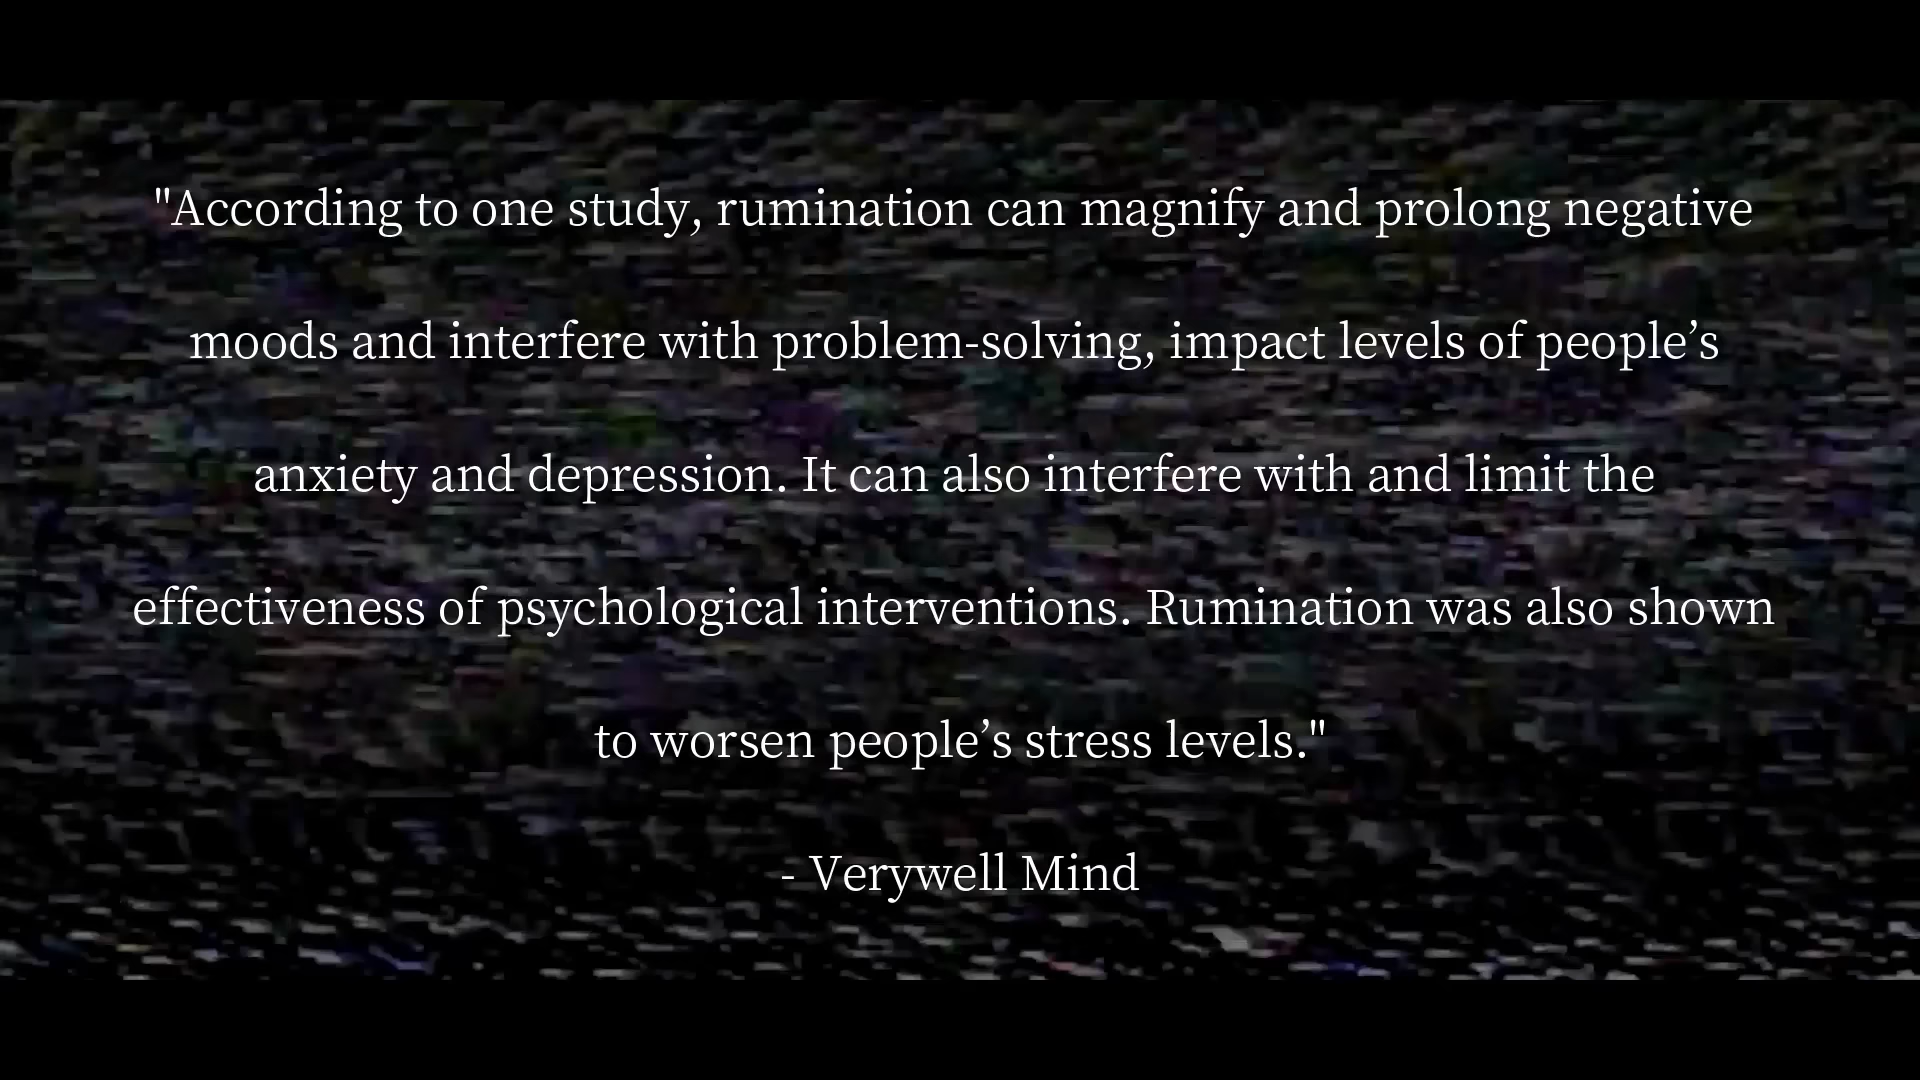 "According to one study, rumination can magnify and prolong negative
moods and interfere with problem-solving, impact levels of people’s
anxiety and depression. It can also interfere with and limit the
effectiveness of psychological interventions. Rumination was also shown
to worsen people’s stress levels."
- Verywell Mind